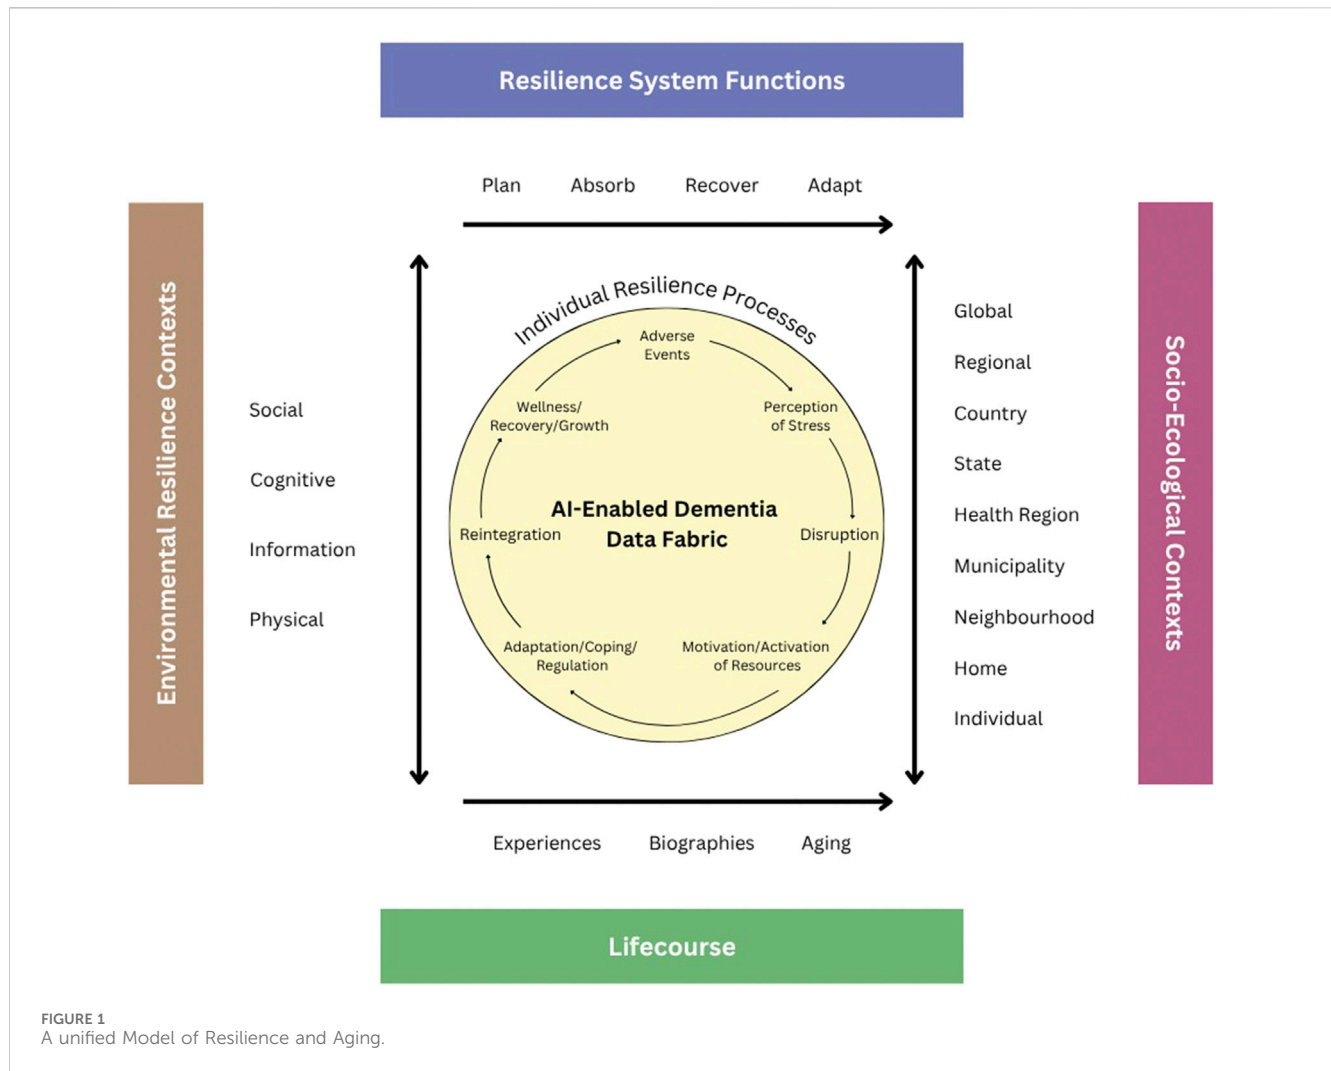 Resilience System Functions
Plan Absorb Recover Adapt
Environmental Resilience Contexts
Social
Cognitive
Information
Physical
Individual Resilience Processes
Adverse
Events
Perception
of Stress
Disruption
Motivation/Activation
of Resources
Adaptation/Coping/
Regulation
Reintegration
Wellness/
Recovery/Growth
AI-Enabled Dementia
Data Fabric
Global
Regional
Country
State
Health Region
Municipality
Neighbourhood
Home
Individual
Socio-Ecological Contexts
Experiences Biographies Aging
Lifecourse
FIGURE 1
A unified Model of Resilience and Aging.